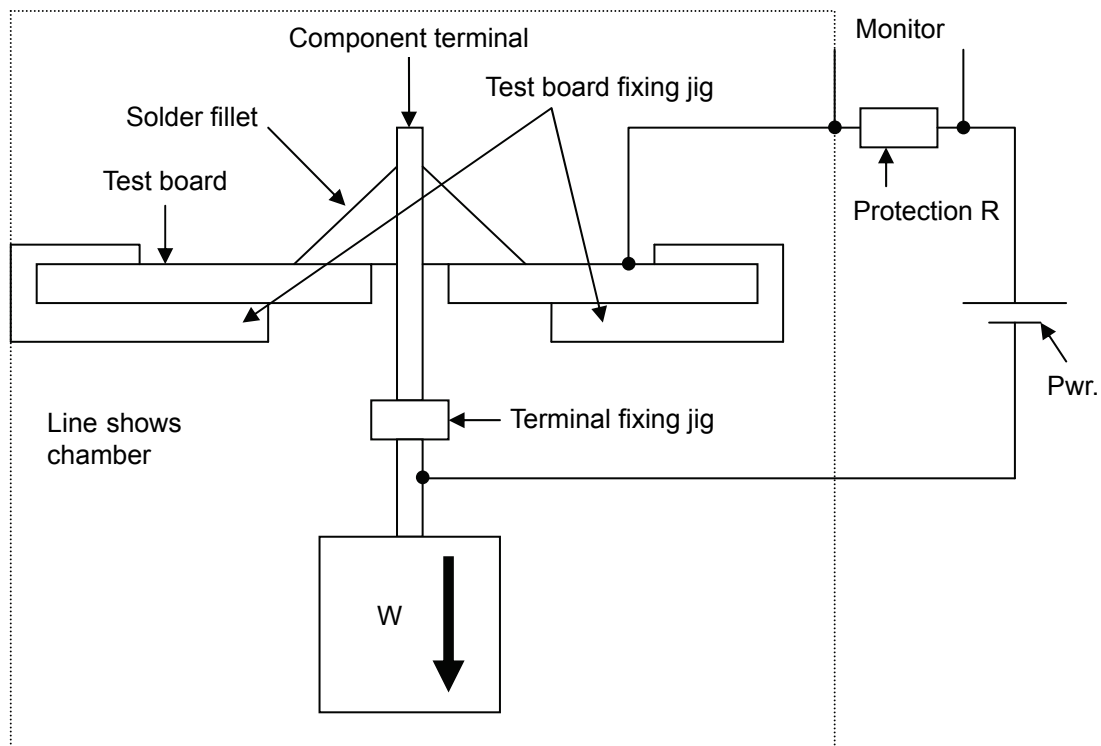 Component terminal
Monitor
Test board fixing jig
Solder fillet
Test board
Protection R
Pwr.
Line shows
chamber
Terminal fixing jig
W